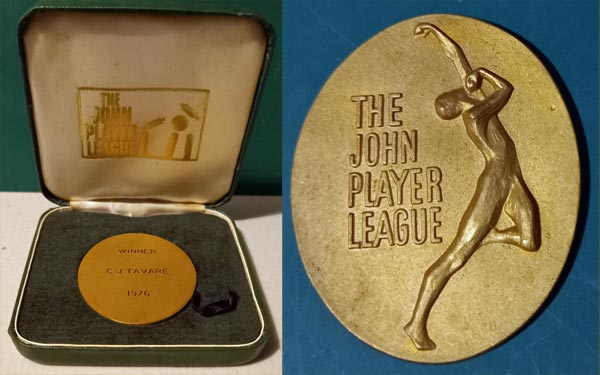 THE
JOHN
PLAYER
LEAGUE
WINNER
C J TAVARE
1976
THE
JOHN
PLAYER
LEAGUE